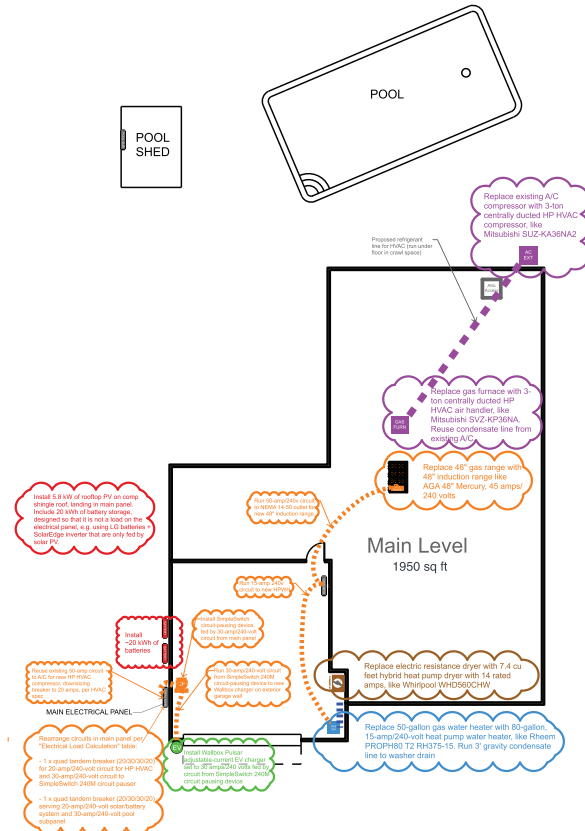 POOL
POOL
SHED
Replace existing A/C
compressor with 3-ton
centrally ducted HP HVAC
compressor, like
Mitsubishi SUZ-KA36NA2
AC
EXT
Proposed refrigerant
line for HVAC (run under
floor in crawl space)
Attic
Access
Replace gas furnace with 3-
ton centrally ducted HP
HVAC air handler, like
Mitsubishi SVZ-KP36NA.
Reuse condensate line from
existing A/C
GAS
FURN
Replace 48" gas range with
48" induction range like
AGA 48" Mercury, 45 amps/
240 volts
Install 5.8 kW of rooftop PV on comp
shingle roof, landing in main panel.
Include 20 kWh of battery storage,
designed so that it is not a load on the
electrical panel, e.g. using LG batteries +
SolarEdge inverter that are only fed by
solar PV.
Run 50-amp/240v circuit
to NEMA 14-50 outlet for
new 48" induction range
Main Level
1950 sq ft
Run 15-amp 240v
circuit to new HPWH
Install SimpleSwitch
circuit-pausing device,
fed by 30-amp/240-volt
circuit from main panel
Install
~20 kWh of
batteries
Reuse existing 50-amp circuit
to A/C for new HP HVAC
compressor, downsizing
breaker to 20 amps, per HVAC
spec
Run 30-amp/240-volt circuit
from SimpleSwitch 240M
circuit-pausing device to new
Wallbox charger on exterior
garage wall
MAIN ELECTRICAL PANEL
Replace electric resistance dryer with 7.4 cu
feet hybrid heat pump dryer with 14 rated
amps, like Whirlpool WHD560CHW
Rearrange circuits in main panel per
"Electrical Load Calculation" table:
- 1 x quad tandem breaker (20/30/30/20)
for 20-amp/240-volt circuit for HP HVAC
and 30-amp/240-volt circuit to
SimpleSwitch 240M circuit pauser
- 1 x quad tandem breaker (20/30/30/20)
serving 20-amp/240-volt solar/battery
system and 30-amp/240-volt pool
subpanel
EV
Install Wallbox Pulsar
adjustable-current EV charger
set to 30 amps/240 volts fed by
circuit from SimpleSwitch 240M
circuit-pausing device
Replace 50-gallon gas water heater with 80-gallon,
15-amp/240-volt heat pump water heater, like Rheem
PROPH80 T2 RH375-15. Run 3' gravity condensate
line to washer drain